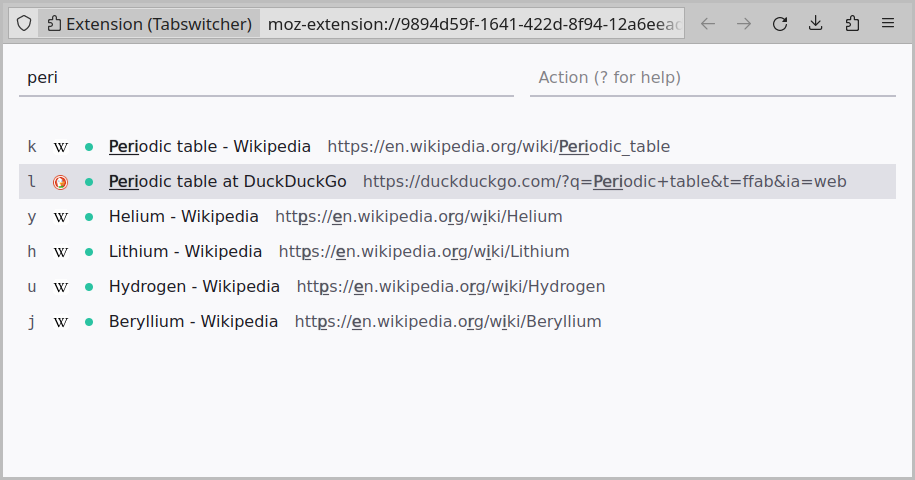 Extension (Tabswitcher) moz-extension://9894d59f-1641-422d-8f94-12a6eea
peri Action (? for help)
k W Periodic table - Wikipedia https://en.wikipedia.org/wiki/Periodic_table
l Periodic table at DuckDuckGo https://duckduckgo.com/?q=Periodic+table&t=ffab&ia=web
y W Helium - Wikipedia https://en.wikipedia.org/wiki/Helium
h W Lithium - Wikipedia https://en.wikipedia.org/wiki/Lithium
u W Hydrogen - Wikipedia https://en.wikipedia.org/wiki/Hydrogen
j W Beryllium - Wikipedia https://en.wikipedia.org/wiki/Beryllium